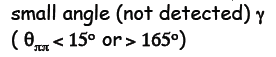 small angle (not detected) γ
( θππ < 15° or > 165°)